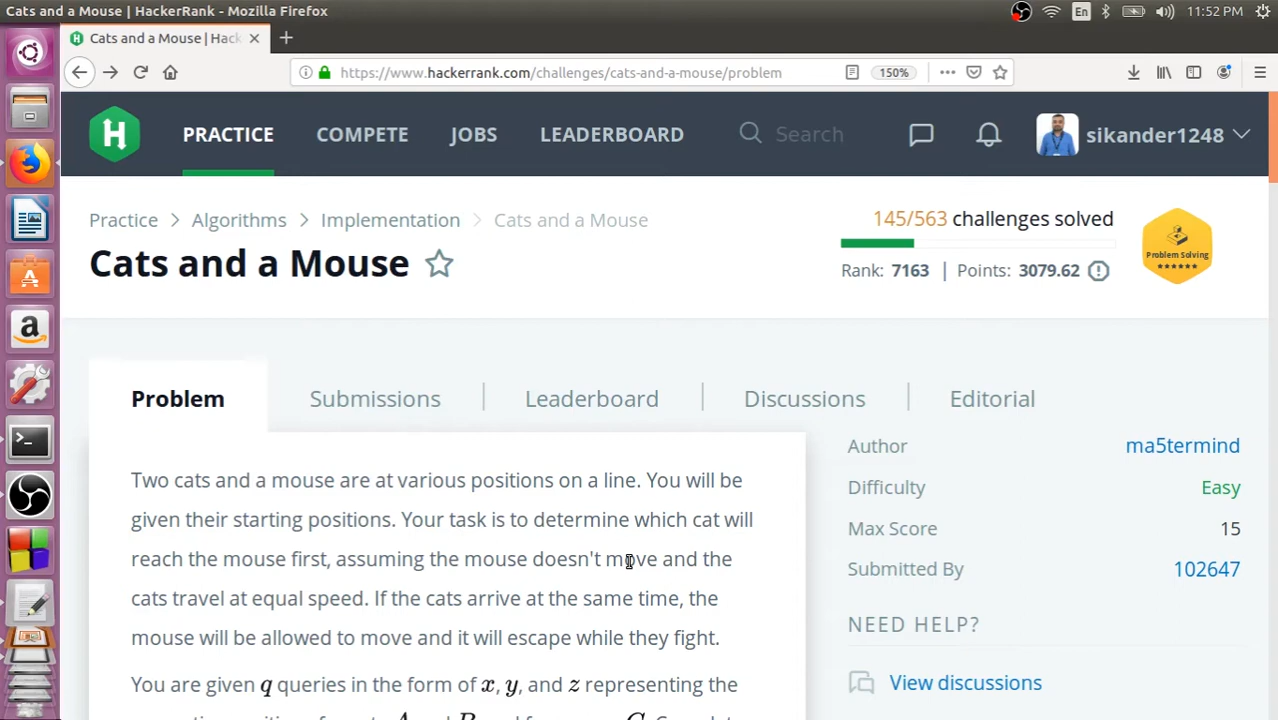 Cats and a Mouse | HackerRank - Mozilla Firefox
En
11:52 PM
Cats and a Mouse | Hack
https://www.hackerrank.com/challenges/cats-and-a-mouse/problem
150%
PRACTICE
COMPETE
JOBS
LEADERBOARD
Search
sikander1248
Practice > Algorithms > Implementation > Cats and a Mouse
145/563 challenges solved
Cats and a Mouse
Rank: 7163 | Points: 3079.62
Problem Solving
Problem
Submissions
Leaderboard
Discussions
Editorial
Two cats and a mouse are at various positions on a line. You will be
given their starting positions. Your task is to determine which cat will
reach the mouse first, assuming the mouse doesn't move and the
cats travel at equal speed. If the cats arrive at the same time, the
mouse will be allowed to move and it will escape while they fight.
You are given q queries in the form of x, y, and z representing the
Author
ma5termind
Difficulty
Easy
Max Score
15
Submitted By
102647
NEED HELP?
View discussions